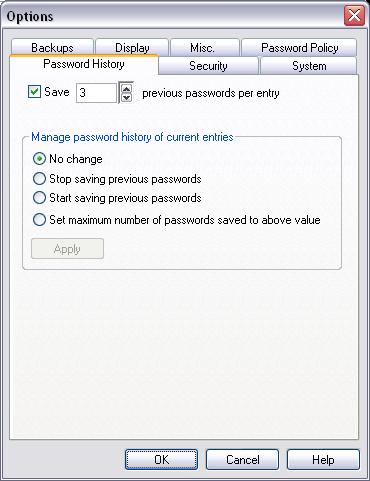 Options
Backups Display Misc. Password Policy
Password History Security System
Save 3 previous passwords per entry
Manage password history of current entries
No change
Stop saving previous passwords
Start saving previous passwords
Set maximum number of passwords saved to above value
Apply
OK Cancel Help